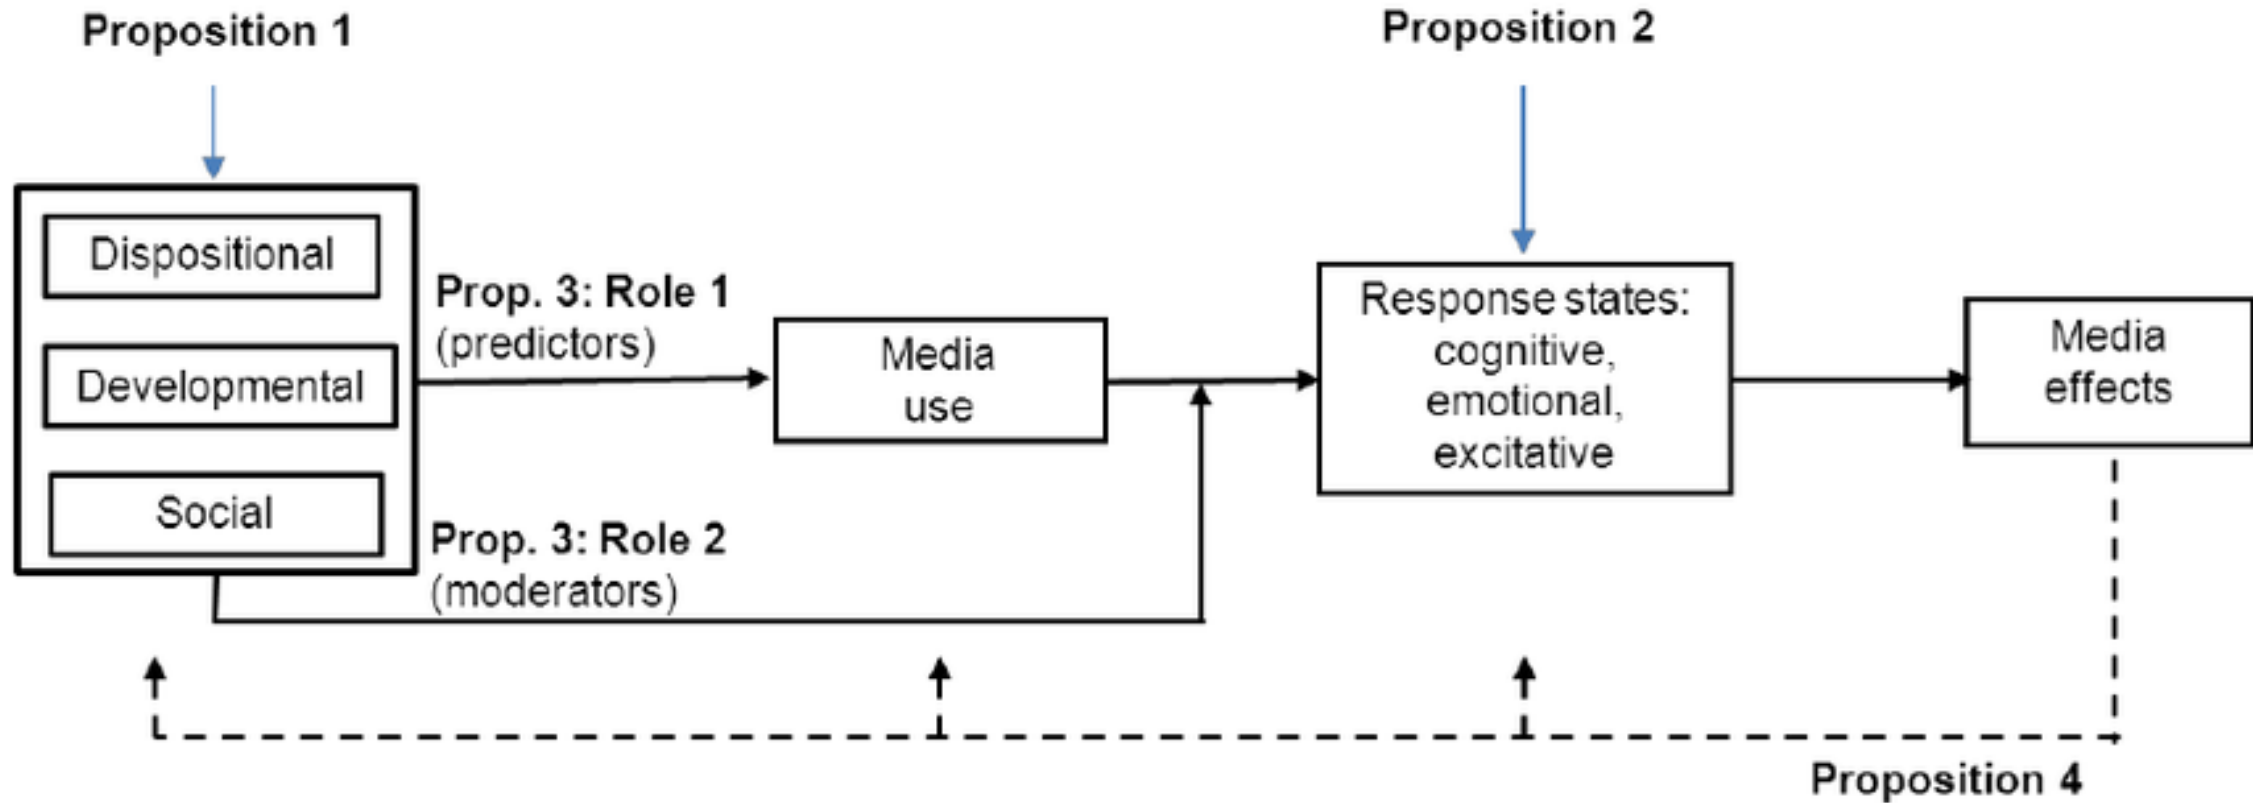 Proposition 1
Proposition 2
Dispositional
Developmental
Social
Prop. 3: Role 1
(predictors)
Prop. 3: Role 2
(moderators)
Media
use
Response states:
cognitive,
emotional,
excitative
Media
effects
Proposition 4